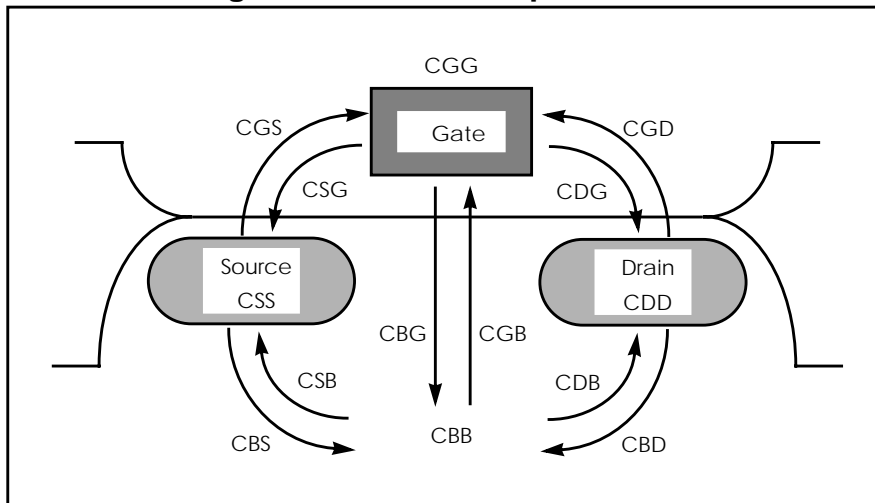 CGG
CGS
Gate
CGD
CSG
CDG
Source
CSS
Drain
CDD
CBG
CGB
CSB
CDB
CBS
CBB
CBD